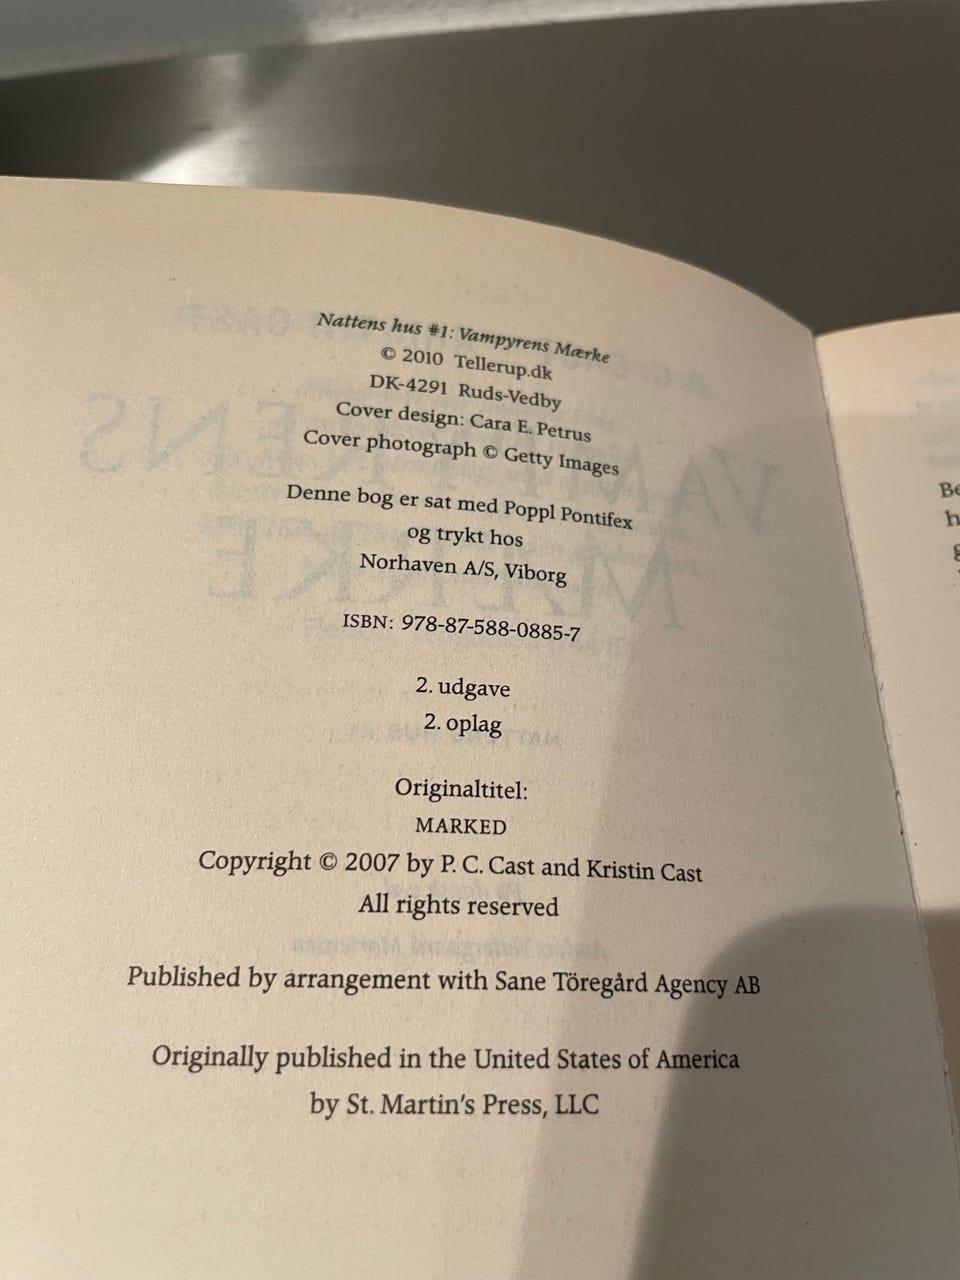 Nattens hus #1: Vampyrens Mærke
© 2010 Tellerup.dk
DK-4291 Ruds-Vedby
Cover design: Cara E. Petrus
Cover photograph © Getty Images
Denne bog er sat med Poppl Pontifex
og trykt hos
Norhaven A/S, Viborg
ISBN: 978-87-588-0885-7
2. udgave
2. oplag
Originaltitel:
MARKED
Copyright © 2007 by P. C. Cast and Kristin Cast
All rights reserved
Published by arrangement with Sane Töregård Agency AB
Originally published in the United States of America
by St. Martin's Press, LLC